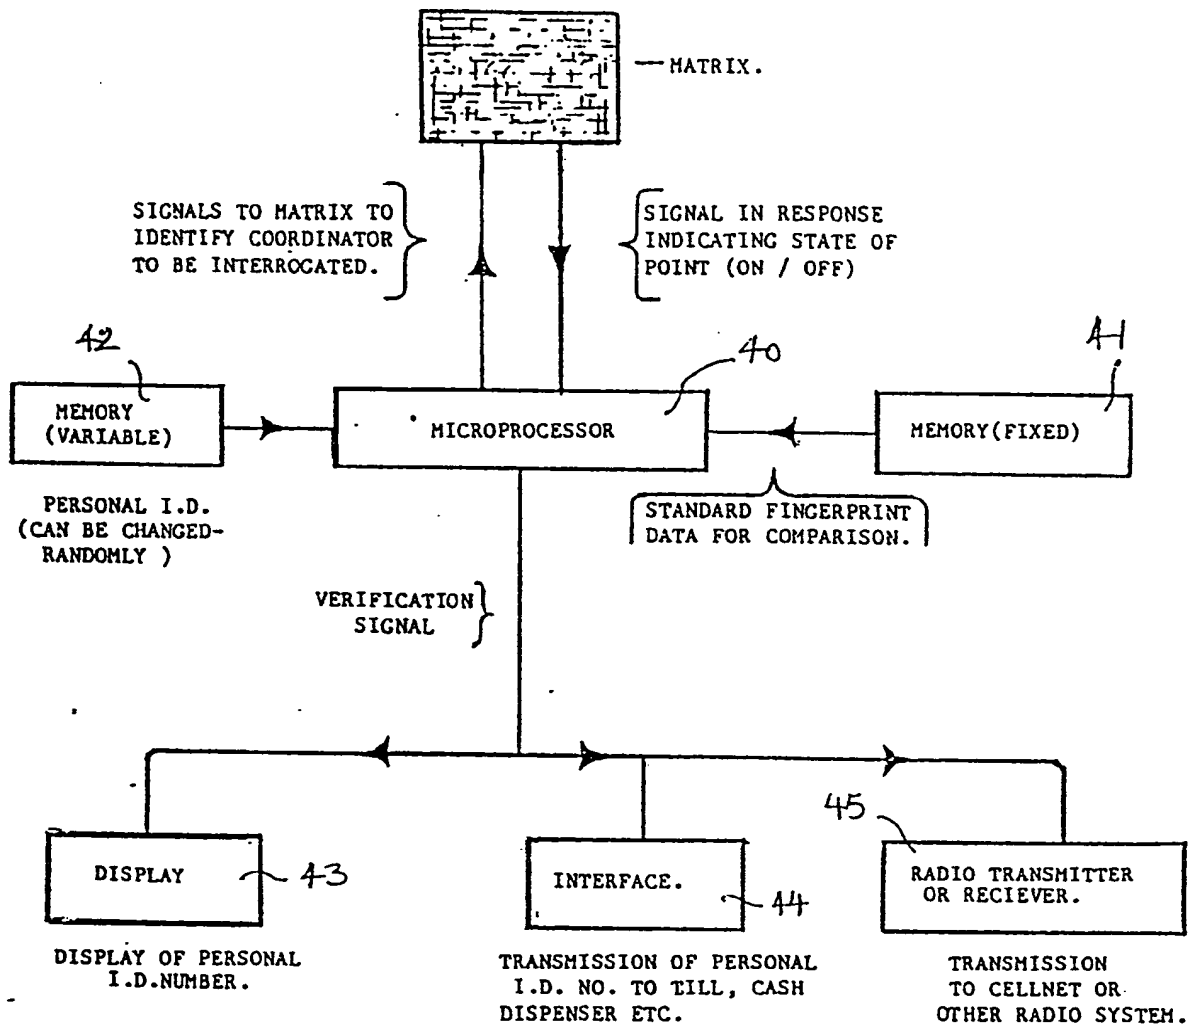 MATRIX.
SIGNALS TO MATRIX TO
IDENTIFY COORDINATOR
TO BE INTERROGATED.
SIGNAL IN RESPONSE
INDICATING STATE OF
POINT (ON / OFF)
42
40
41
MEMORY
(VARIABLE)
MICROPROCESSOR
MEMORY(FIXED)
PERSONAL I.D.
(CAN BE CHANGED-
RANDOMLY )
STANDARD FINGERPRINT
DATA FOR COMPARISON.
VERIFICATION
SIGNAL
45
DISPLAY
43
INTERFACE.
44
RADIO TRANSMITTER
OR RECIEVER.
DISPLAY OF PERSONAL
I.D.NUMBER.
TRANSMISSION OF PERSONAL
I.D. NO. TO TILL, CASH
DISPENSER ETC.
TRANSMISSION
TO CELLNET OR
OTHER RADIO SYSTEM.